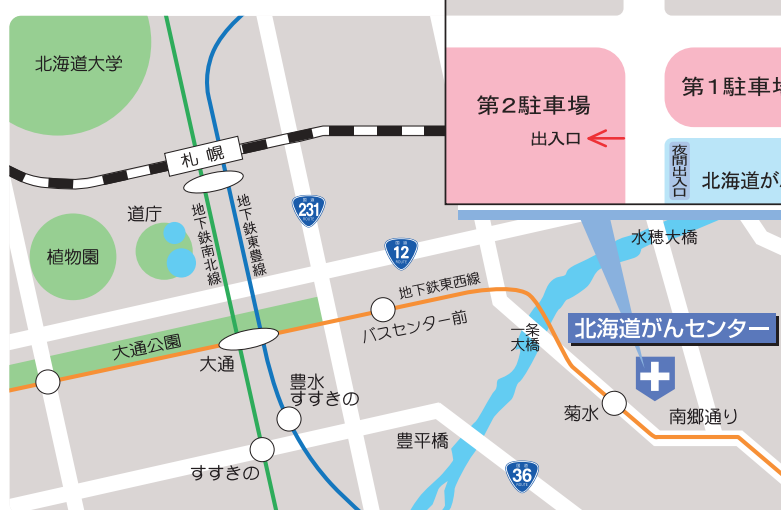 北海道大学
第2駐車場
第1駐車場
出入口
夜間出入口
北海道が
札幌
道庁
地下鉄南北線
地下鉄東豊線
231
植物園
12
水穂大橋
地下鉄東西線
バスセンター前
大通公園
大通
一条
大橋
北海道がんセンター
豊水
すすきの
菊水
南郷通り
豊平橋
すすきの
36